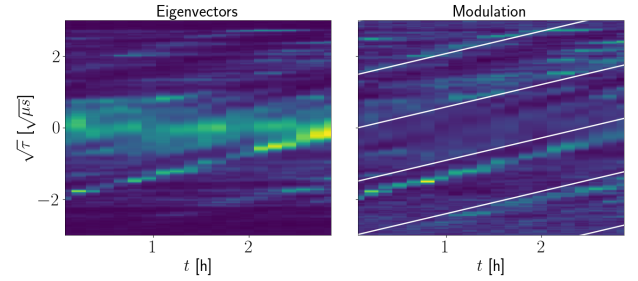 Eigenvectors
Modulation
√τ [√μs]
2
0
−2
1
2
1
2
t [h]
t [h]